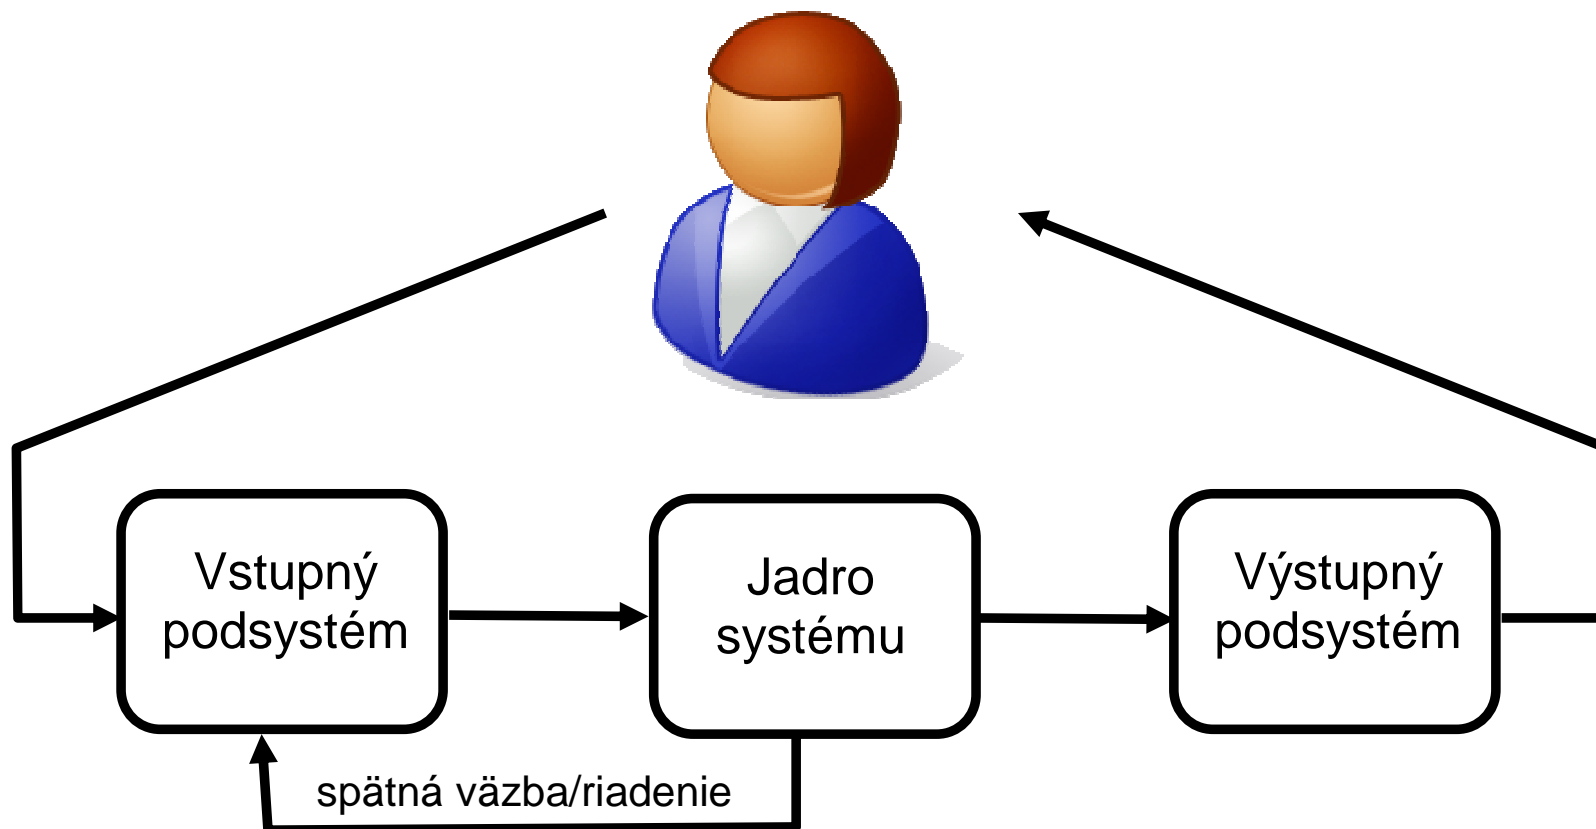 Vstupný
podsystém
Jadro
systému
Výstupný
podsystém
spätná väzba/riadenie